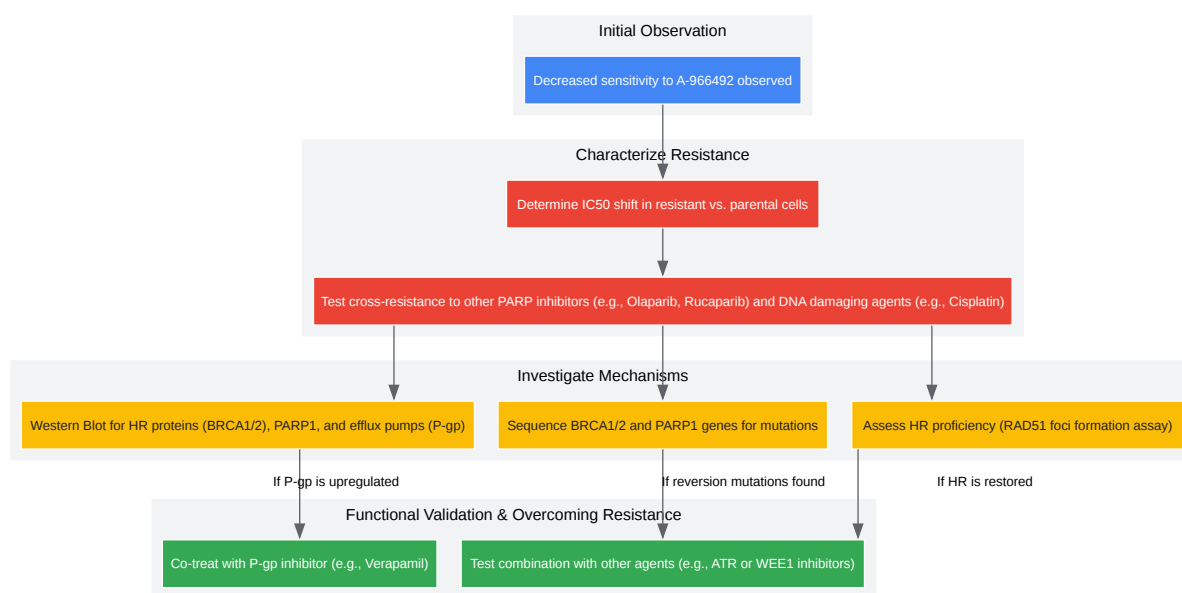 Initial Observation
Decreased sensitivity to A-966492 observed
Characterize Resistance
Determine IC50 shift in resistant vs. parental cells
Test cross-resistance to other PARP inhibitors (e.g., Olaparib, Rucaparib) and DNA damaging agents (e.g., Cisplatin)
Investigate Mechanisms
Western Blot for HR proteins (BRCA1/2), PARP1, and efflux pumps (P-gp)
Sequence BRCA1/2 and PARP1 genes for mutations
Assess HR proficiency (RAD51 foci formation assay)
If P-gp is upregulated
If reversion mutations found
If HR is restored
Functional Validation & Overcoming Resistance
Co-treat with P-gp inhibitor (e.g., Verapamil)
Test combination with other agents (e.g., ATR or WEE1 inhibitors)